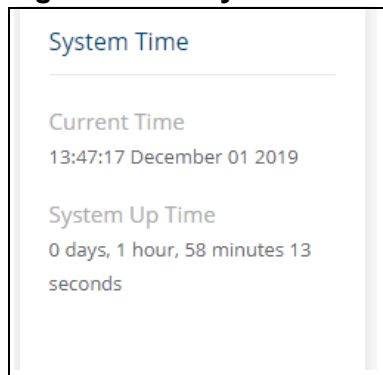 System Time
Current Time
13:47:17 December 01 2019
System Up Time
0 days, 1 hour, 58 minutes 13
seconds